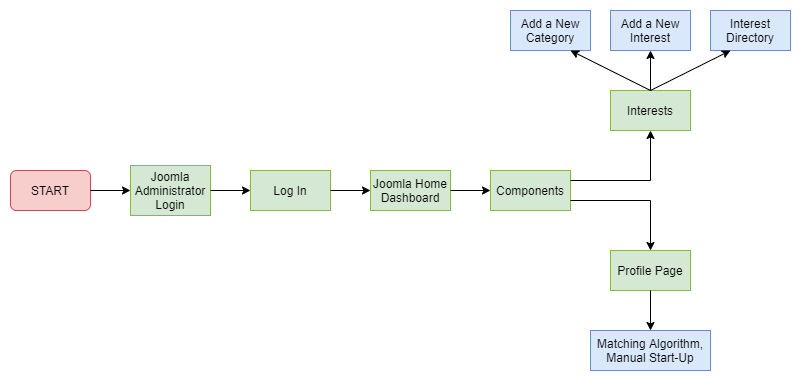 Add a New
Category
Add a New
Interest
Interest
Directory
Interests
START
Joomla
Administrator
Login
Log In
Joomla Home
Dashboard
Components
Profile Page
Matching Algorithm,
Manual Start-Up